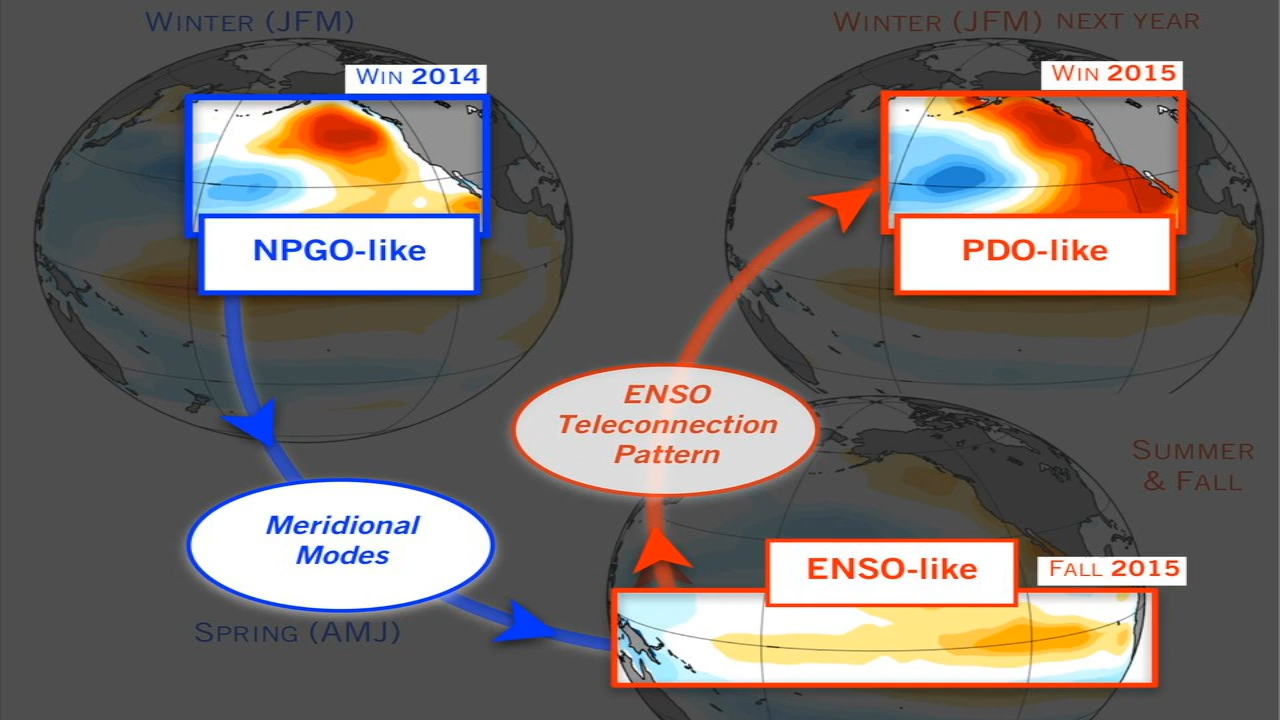 WINTER (JFM)
WINTER (JFM) NEXT YEAR
WIN 2014
WIN 2015
NPGO-like
PDO-like
ENSO
Teleconnection
Pattern
SUMMER
& FALL
Meridional
Modes
ENSO-like
FALL 2015
SPRING (AMJ)